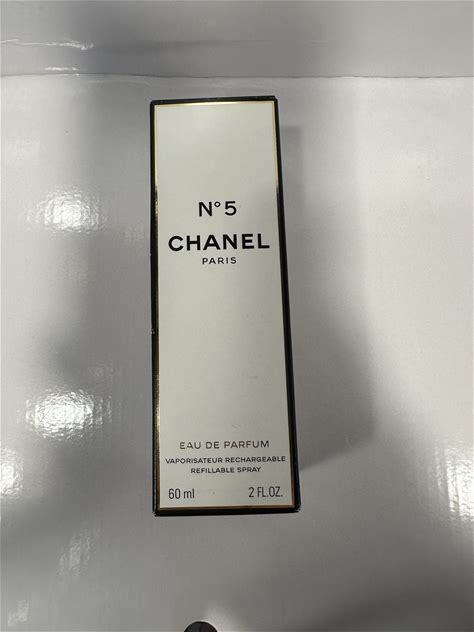 N°5
CHANEL
PARIS
EAU DE PARFUM
VAPORISATEUR RECHARGEABLE
REFILLABLE SPRAY
60 ml 2 FL.OZ.